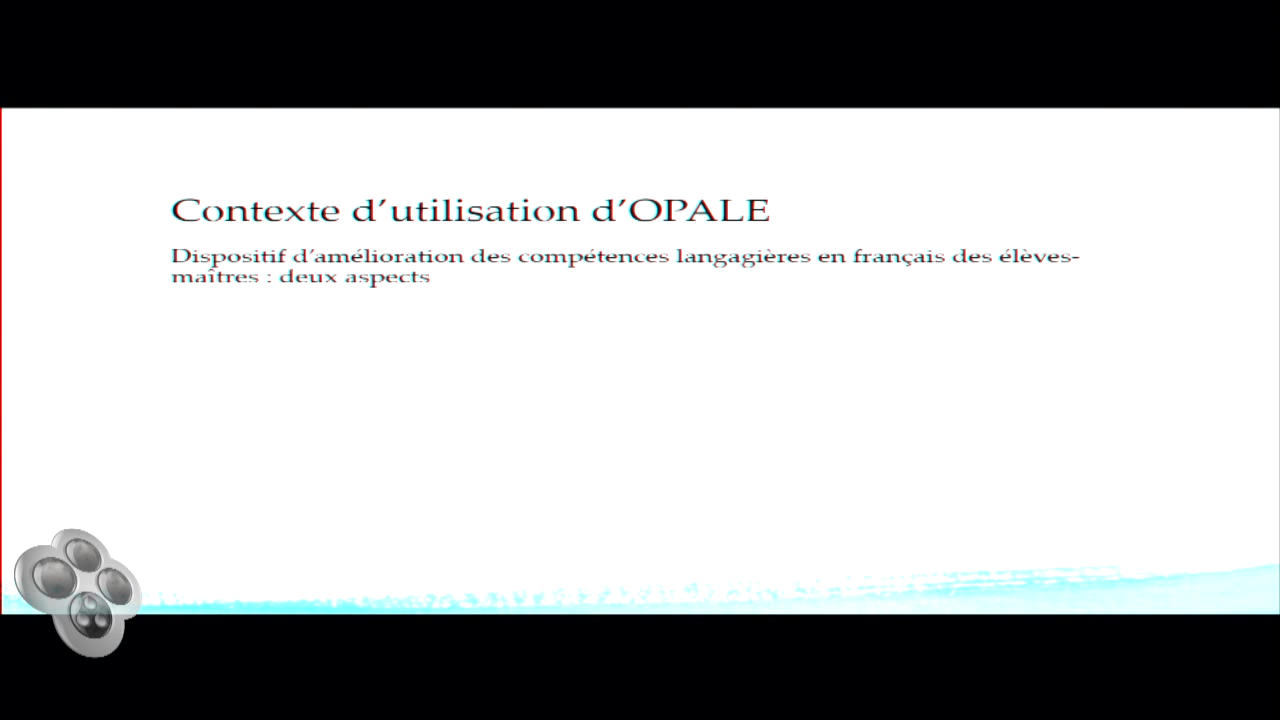 Contexte d’utilisation d’OPALE
Dispositif d’amélioration des compétences langagières en français des élèves-
maîtres : deux aspects